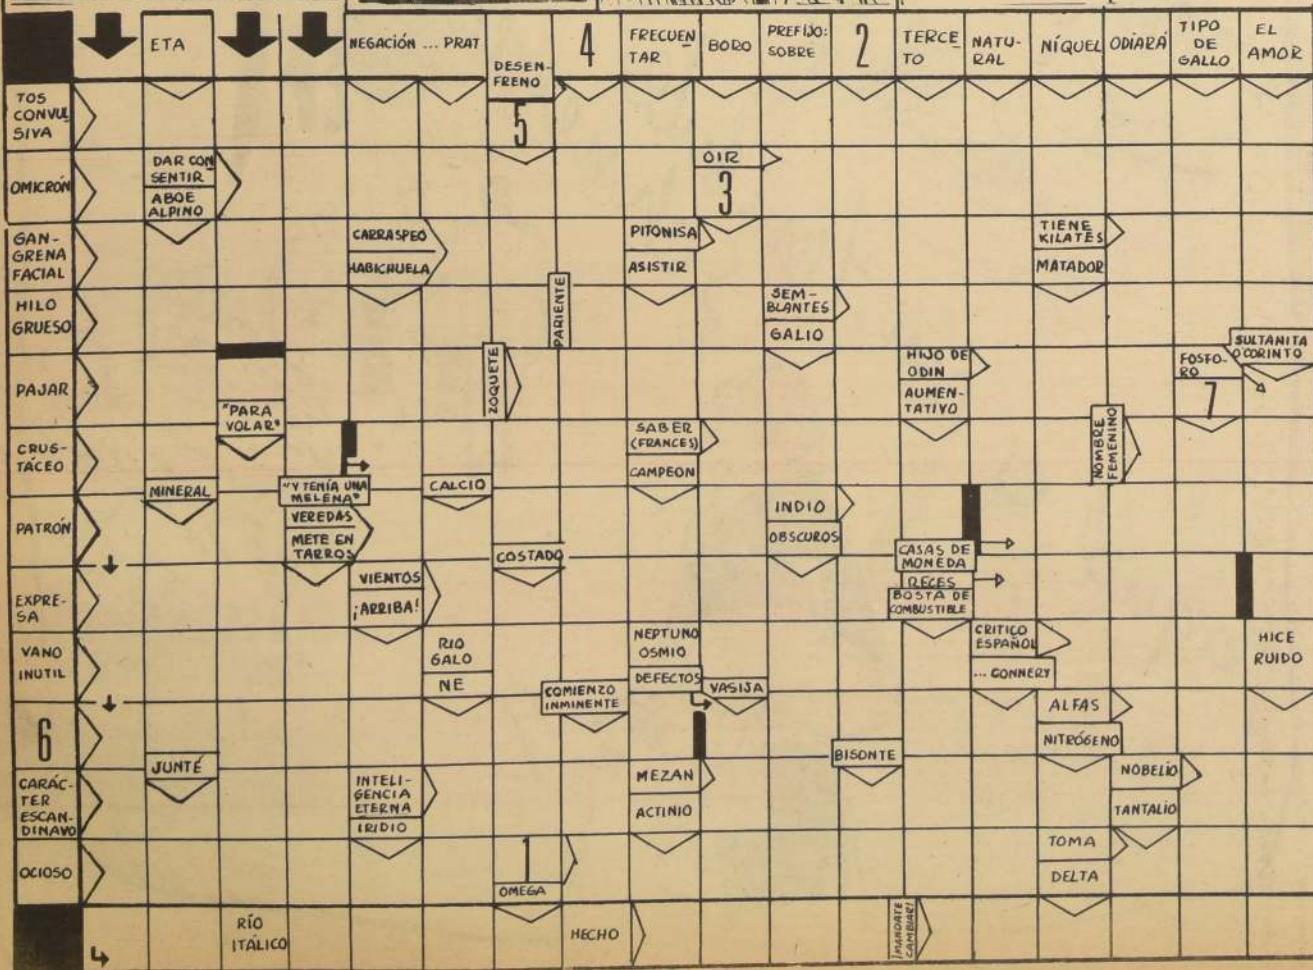 ETA
NEGACIÓN
... PRAT
DESEN-
FRENO
4
FRECUEN
TAR
BORO
PREFIJO:
SOBRE
2
TERCE
TO
NATU-
RAL
NÍQUEL
ODIARÁ
TIPO
DE
GALLO
EL
AMOR
TOS
CONVUL
SIVA
5
OMICRÓN
DAR CON
SENTIR
ABOE
ALPINO
OIR
3
GAN-
GRENA
FACIAL
CARRASPEO
HABICHUELA
PITONISA
ASISTIR
TIENE
KILATES
MATADOR
HILO
GRUESO
PARIENTE
SEM-
BLANTES
GALIO
SULTANITA
O'CORINTO
PAJAR
"PARA
VOLAR"
ZOQUETE
HIJO DE
ODIN
AUMEN-
TATIVO
FOSFO-
RO
7
CRUS-
TÁCEO
MINERAL
"Y TENÍA UNA
MELENA"
CALCIO
SABER
(FRANCES)
CAMPEON
NOMBRE
FEMENINO
PATRÓN
VEREDAS
METE EN
TARROS
COSTADO
INDIO
OBSCUROS
CASAS DE
MONEDA
EXPRE-
SA
VIENTOS
¡ARRIBA!
RECES
BOSTA DE
COMBUSTIBLE
VANO
INUTIL
RIO
GALO
NE
COMIENZO
INMINENTE
NEPTUNO
OSMIO
DEFECTOS
VASIJA
CRITICO
ESPAÑOL
... CONNERY
HICE
RUIDO
6
JUNTÉ
BISONTE
ALFAS
NITRÓGENO
CARÁC-
TER
ESCAN-
DINAVO
INTELI-
GENCIA
ETERNA
IRIDIO
MEZAN
ACTINIO
NOBELIO
TANTALIO
OCIOSO
1
OMEGA
TOMA
DELTA
RÍO
ITÁLICO
HECHO
¡MANDATE
CAMBIAR!